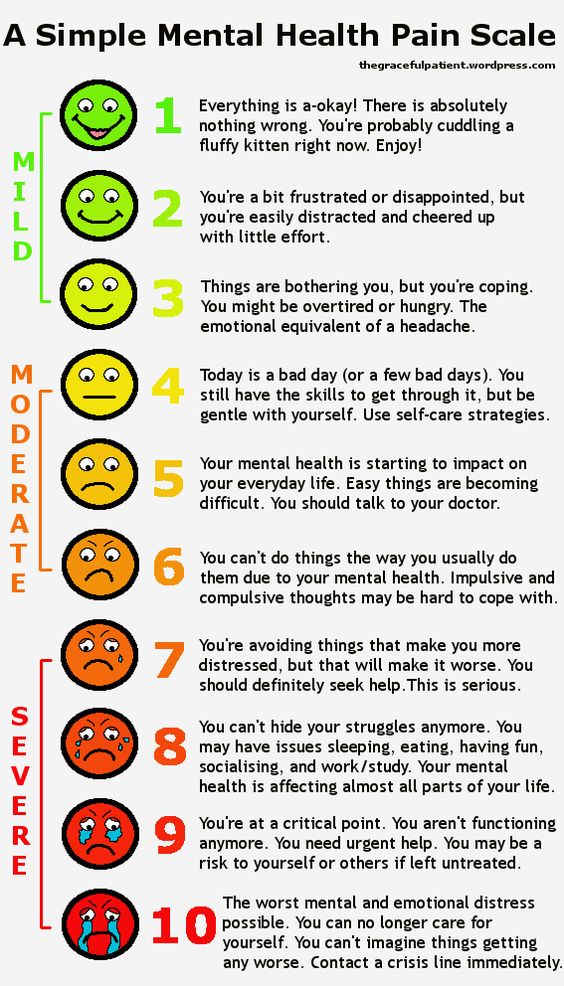 A Simple Mental Health Pain Scale
thegracefulpatient.wordpress.com
MILD
1
Everything is a-okay! There is absolutely
nothing wrong. You're probably cuddling a
fluffy kitten right now. Enjoy!
2
You're a bit frustrated or disappointed, but
you're easily distracted and cheered up
with little effort.
3
Things are bothering you, but you're coping.
You might be overtired or hungry. The
emotional equivalent of a headache.
MODERATE
4
Today is a bad day (or a few bad days). You
still have the skills to get through it, but be
gentle with yourself. Use self-care strategies.
5
Your mental health is starting to impact on
your everyday life. Easy things are becoming
difficult. You should talk to your doctor.
6
You can't do things the way you usually do
them due to your mental health. Impulsive and
compulsive thoughts may be hard to cope with.
SEVERE
7
You're avoiding things that make you more
distressed, but that will make it worse. You
should definitely seek help.This is serious.
8
You can't hide your struggles anymore. You
may have issues sleeping, eating, having fun,
socialising, and work/study. Your mental
health is affecting almost all parts of your life.
9
You're at a critical point. You aren't functioning
anymore. You need urgent help. You may be a
risk to yourself or others if left untreated.
10
The worst mental and emotional distress
possible. You can no longer care for
yourself. You can't imagine things getting
any worse. Contact a crisis line immediately.